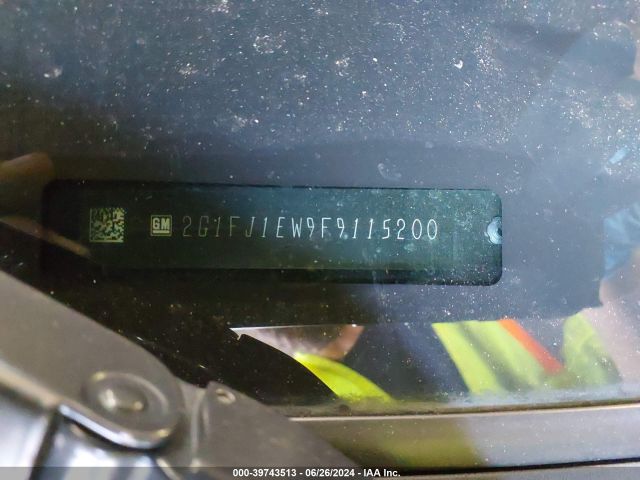 GM 2G1FJ1EW9F9115200
000-39743513 / 06/26/2024 - IAA Inc.